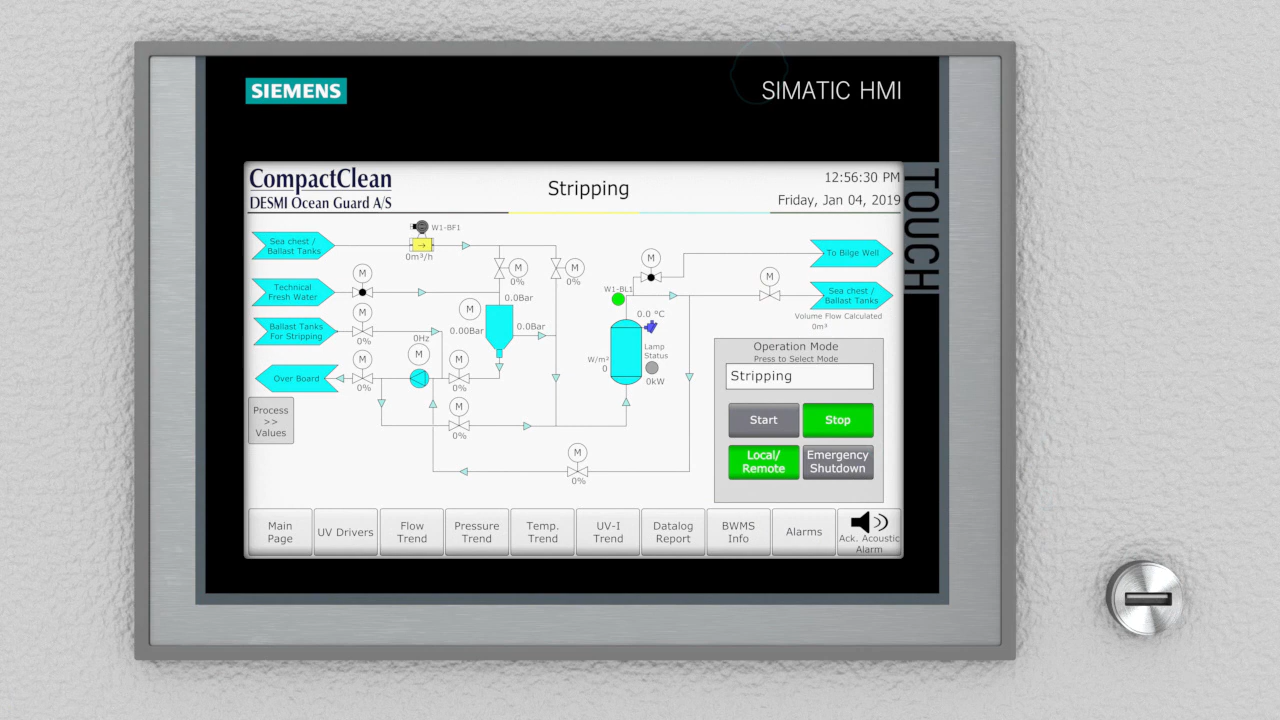 SIEMENS
SIMATIC HMI
TOUCH
CompactClean
DESMI Ocean Guard A/S
Stripping
12:56:30 PM
Friday, Jan 04, 2019
Sea chest /
Ballast Tanks
W1-BF1
0m³/h
M
0%
M
0%
M
To Bilge Well
Technical
Fresh Water
M
W1-BL1
M
Sea chest /
Ballast Tanks
Volume Flow Calculated
0m³
Ballast Tanks
For Stripping
M
0%
M
0.0Bar
0.00Bar
0.0Bar
0.0 °C
Lamp
Status
W/m²
0
0kW
Over Board
M
0%
0Hz
M
M
0%
M
0%
M
0%
Process
>>
Values
Operation Mode
Press to Select Mode
Stripping
Start
Stop
Local/
Remote
Emergency
Shutdown
Main
Page
UV Drivers
Flow
Trend
Pressure
Trend
Temp.
Trend
UV-I
Trend
Datalog
Report
BWMS
Info
Alarms
Ack. Acoustic
Alarm